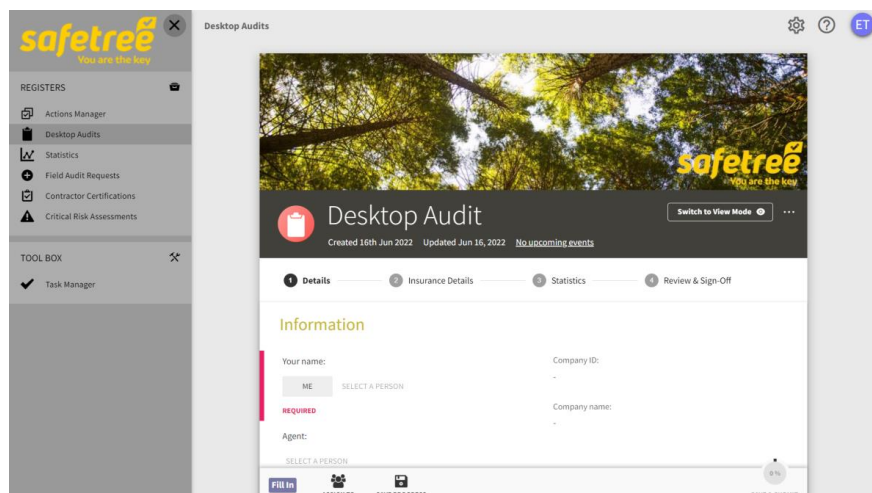 safetree
You are the key
Desktop Audits
ET
REGISTERS
Actions Manager
Desktop Audits
Statistics
Field Audit Requests
Contractor Certifications
Critical Risk Assessments
TOOL BOX
Task Manager
safetree
You are the key
Desktop Audit
Switch to View Mode
Created 16th Jun 2022 Updated Jun 16, 2022 No upcoming events
1 Details 2 Insurance Details 3 Statistics 4 Review & Sign-Off
Information
Your name:
ME SELECT A PERSON
REQUIRED
Agent:
SELECT A PERSON
Company ID:
-
Company name:
-
Fill In
0 %